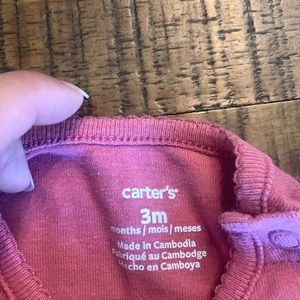 carter's
3m
months / mois / meses
Made in Cambodia
Fabriqué au Cambodge
Hecho en Camboya